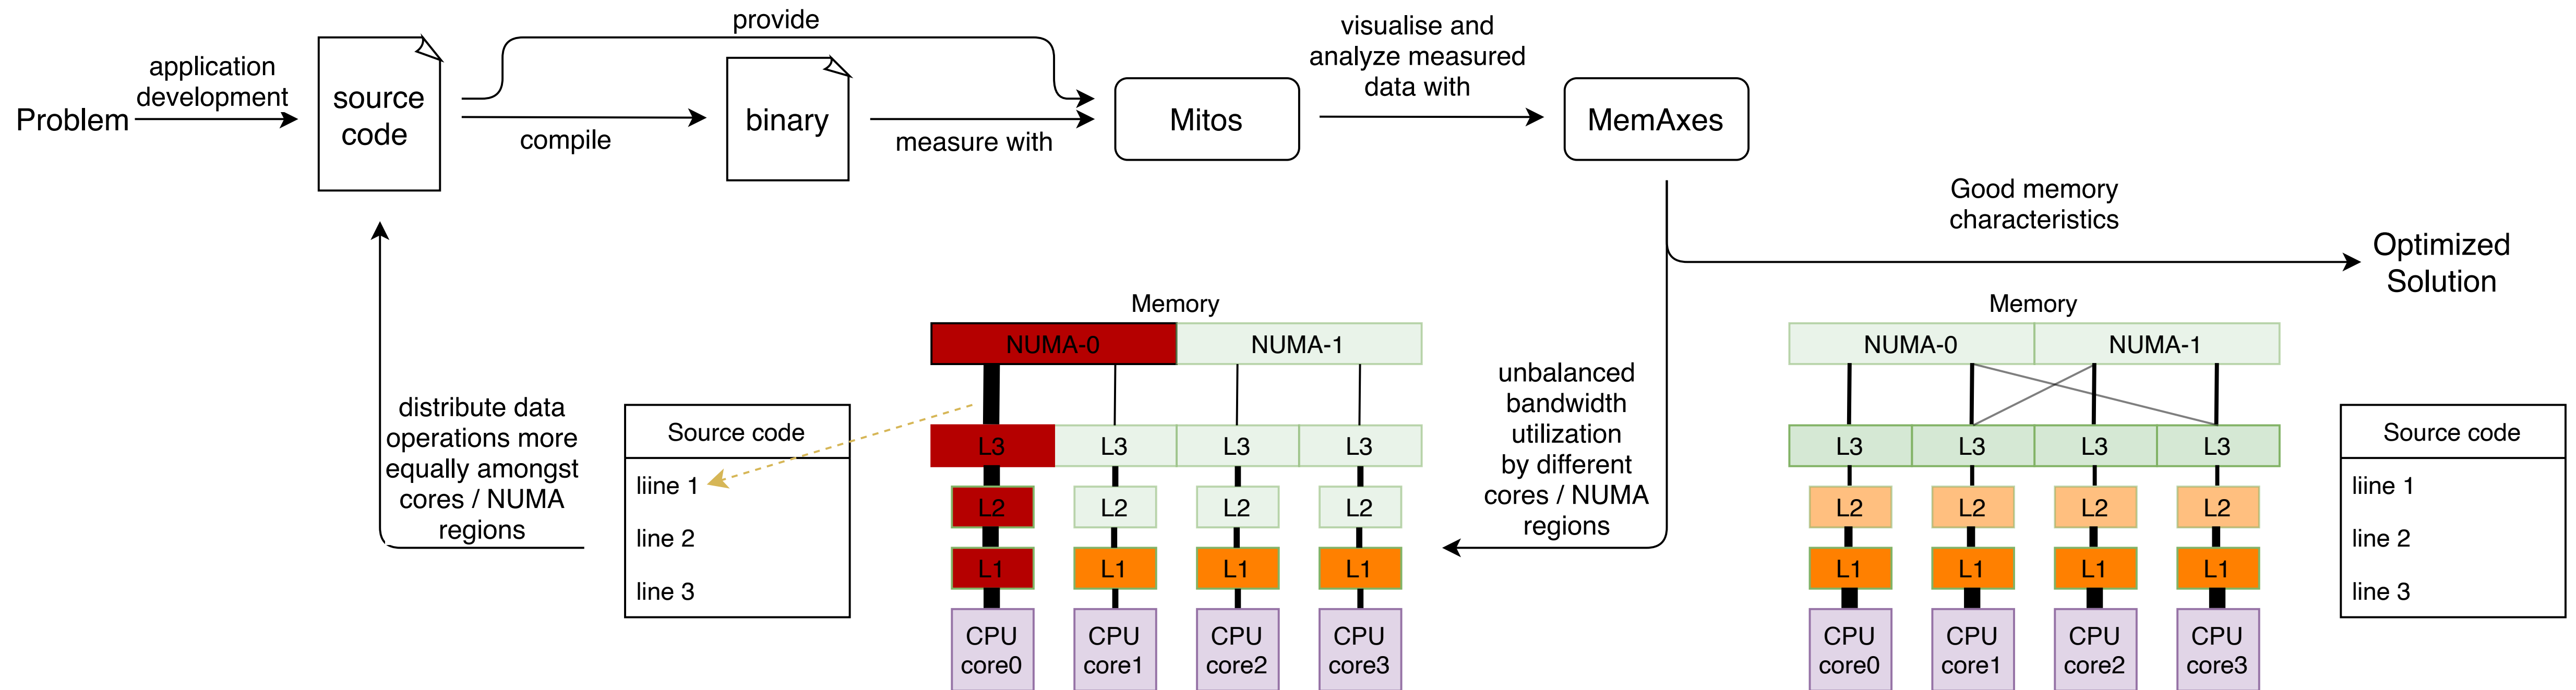 provide
visualise and
analyze measured
data with
application
development
Problem
source
code
compile
binary
measure with
Mitos
MemAxes
Good memory
characteristics
Optimized
Solution
distribute data
operations more
equally amongst
cores / NUMA
regions
Source code
liine 1
line 2
line 3
Memory
NUMA-0 NUMA-1
L3 L3 L3 L3
L2 L2 L2 L2
L1 L1 L1 L1
CPU CPU CPU CPU
core0 core1 core2 core3
unbalanced
bandwidth
utilization
by different
cores / NUMA
regions
Memory
NUMA-0 NUMA-1
L3 L3 L3 L3
L2 L2 L2 L2
L1 L1 L1 L1
CPU CPU CPU CPU
core0 core1 core2 core3
Source code
liine 1
line 2
line 3